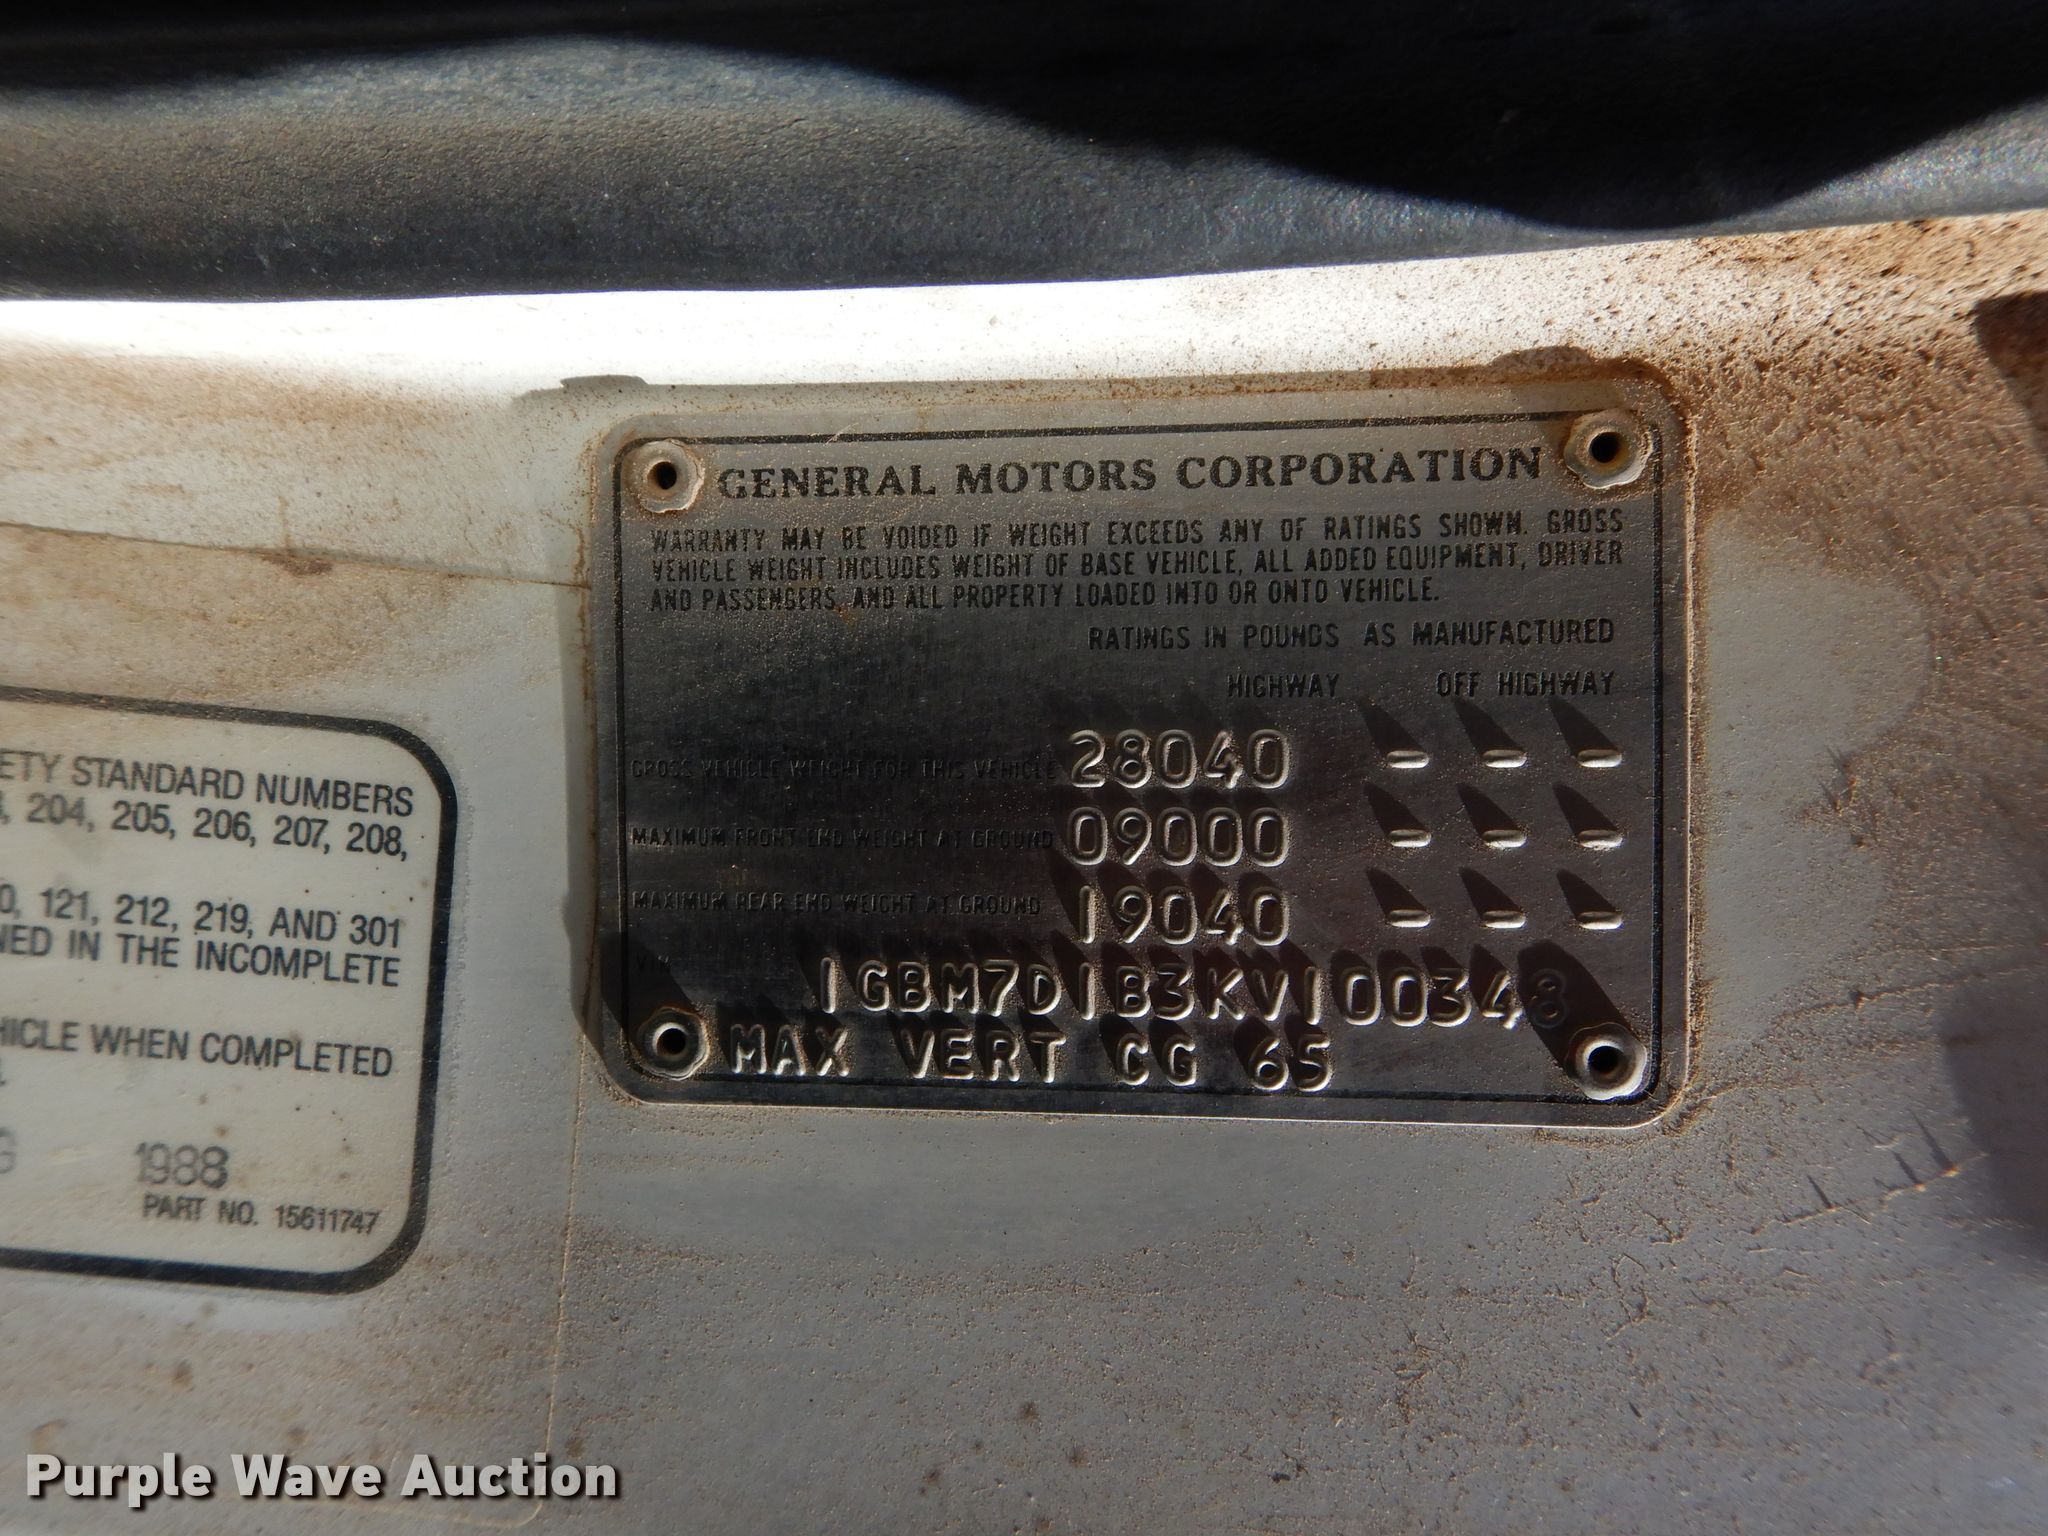 GENERAL MOTORS CORPORATION
WARRANTY MAY BE VOIDED IF WEIGHT EXCEEDS ANY OF RATINGS SHOWN. GROSS
VEHICLE WEIGHT INCLUDES WEIGHT OF BASE VEHICLE, ALL ADDED EQUIPMENT, DRIVER
AND PASSENGERS, AND ALL PROPERTY LOADED INTO OR ONTO VEHICLE.
RATINGS IN POUNDS AS MANUFACTURED
HIGHWAY OFF HIGHWAY
GROSS VEHICLE WEIGHT FOR THIS VEHICLE 28040 - - -
MAXIMUM FRONT END WEIGHT AT GROUND 09000 - - -
MAXIMUM REAR END WEIGHT AT GROUND 19040 - - -
VIN 1GBM7D1B3KV100348
MAX VERT CG 65
ETY STANDARD NUMBERS
204, 205, 206, 207, 208,
0, 121, 212, 219, AND 301
NED IN THE INCOMPLETE
HICLE WHEN COMPLETED
G 1988
PART NO. 15611747
Purple Wave Auction